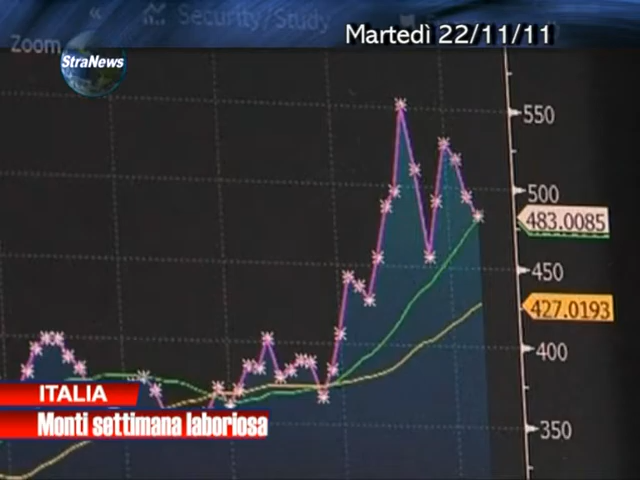 Security/Study
Martedì 22/11/11
Zoom
StraNews
550
500
483.0085
450
427.0193
400
350
ITALIA
Monti settimana laboriosa